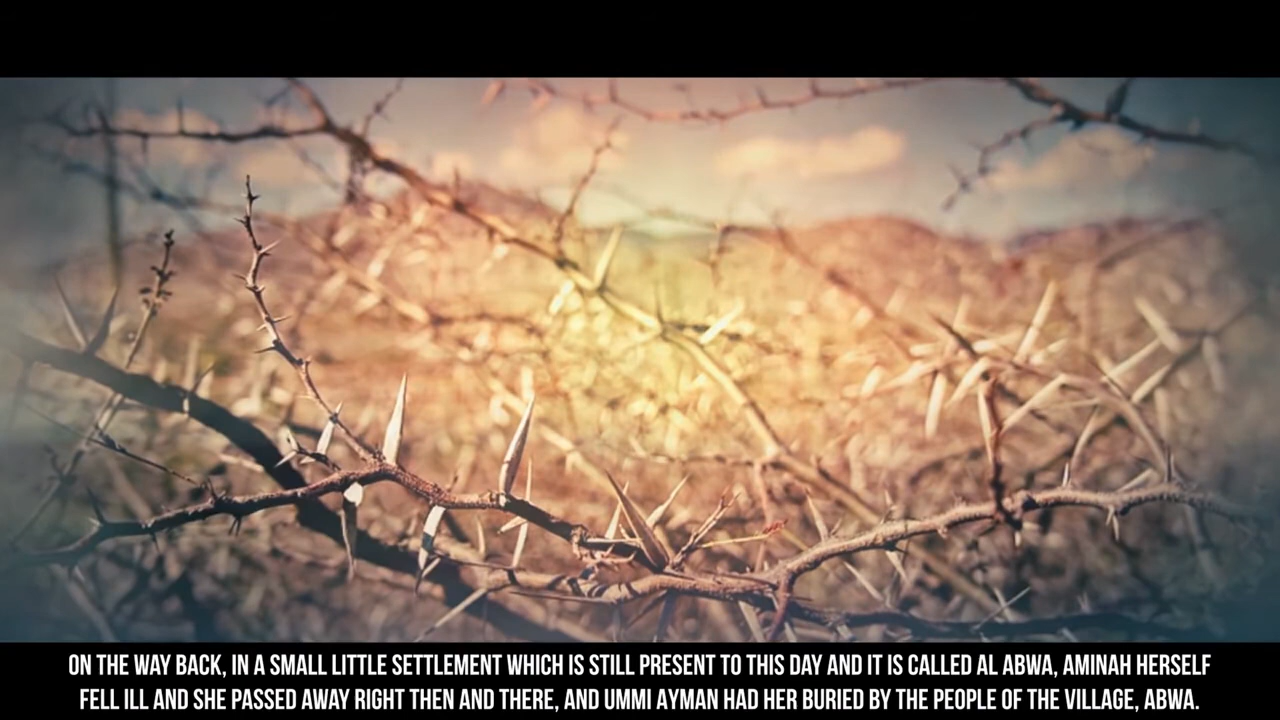 ON THE WAY BACK, IN A SMALL LITTLE SETTLEMENT WHICH IS STILL PRESENT TO THIS DAY AND IT IS CALLED AL ABWA, AMINAH HERSELF
FELL ILL AND SHE PASSED AWAY RIGHT THEN AND THERE, AND UMMI AYMAN HAD HER BURIED BY THE PEOPLE OF THE VILLAGE, ABWA.